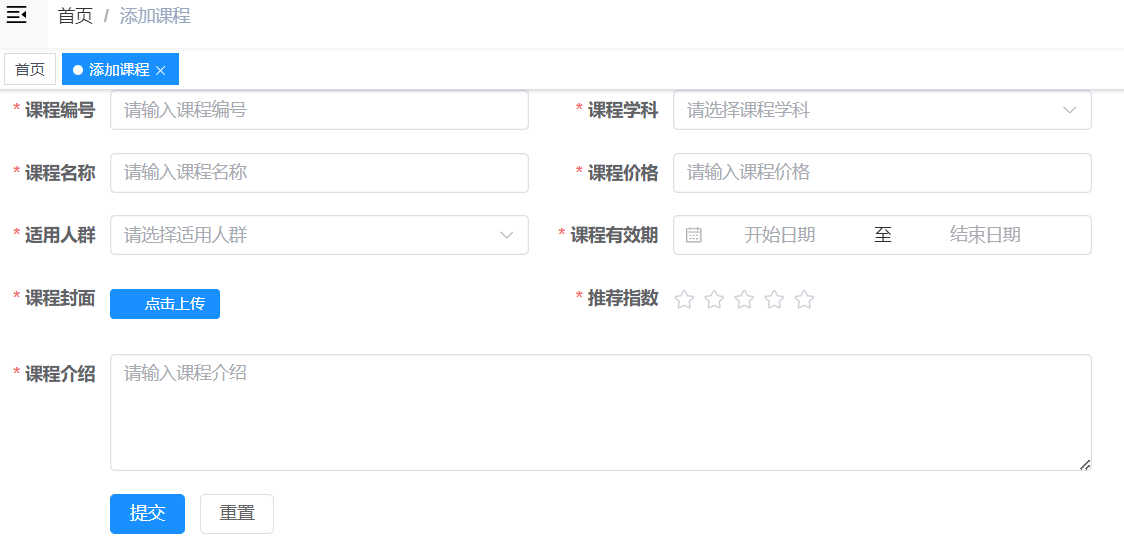 首页 / 添加课程
首页 添加课程
* 课程编号 请输入课程编号 * 课程学科 请选择课程学科
* 课程名称 请输入课程名称 * 课程价格 请输入课程价格
* 适用人群 请选择适用人群 * 课程有效期 开始日期 至 结束日期
* 课程封面 点击上传 * 推荐指数
* 课程介绍 请输入课程介绍
提交 重置